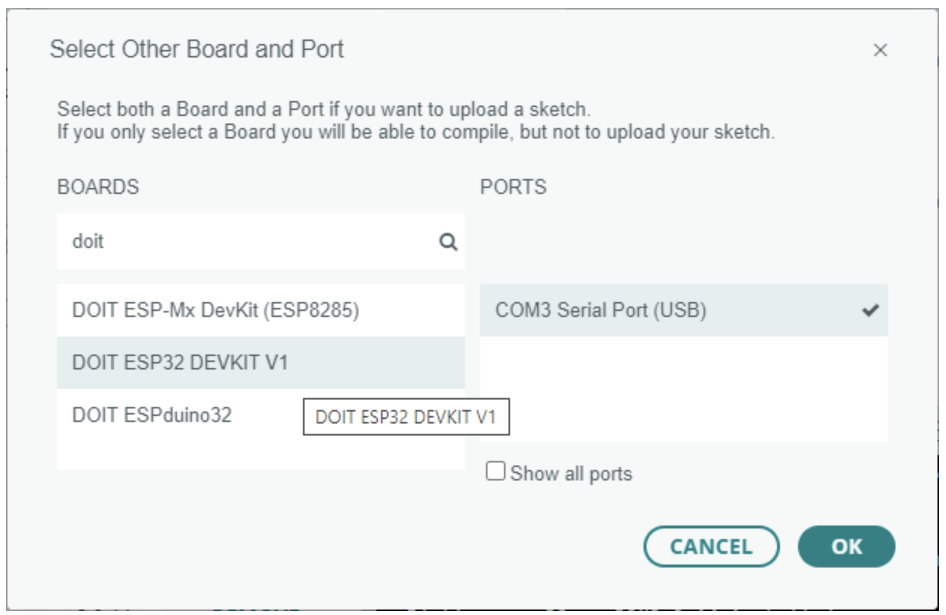 Select Other Board and Port
Select both a Board and a Port if you want to upload a sketch.
If you only select a Board you will be able to compile, but not to upload your sketch.
BOARDS
PORTS
doit
DOIT ESP-Mx DevKit (ESP8285)
COM3 Serial Port (USB)
DOIT ESP32 DEVKIT V1
DOIT ESPduino32
DOIT ESP32 DEVKIT V1
Show all ports
CANCEL
OK